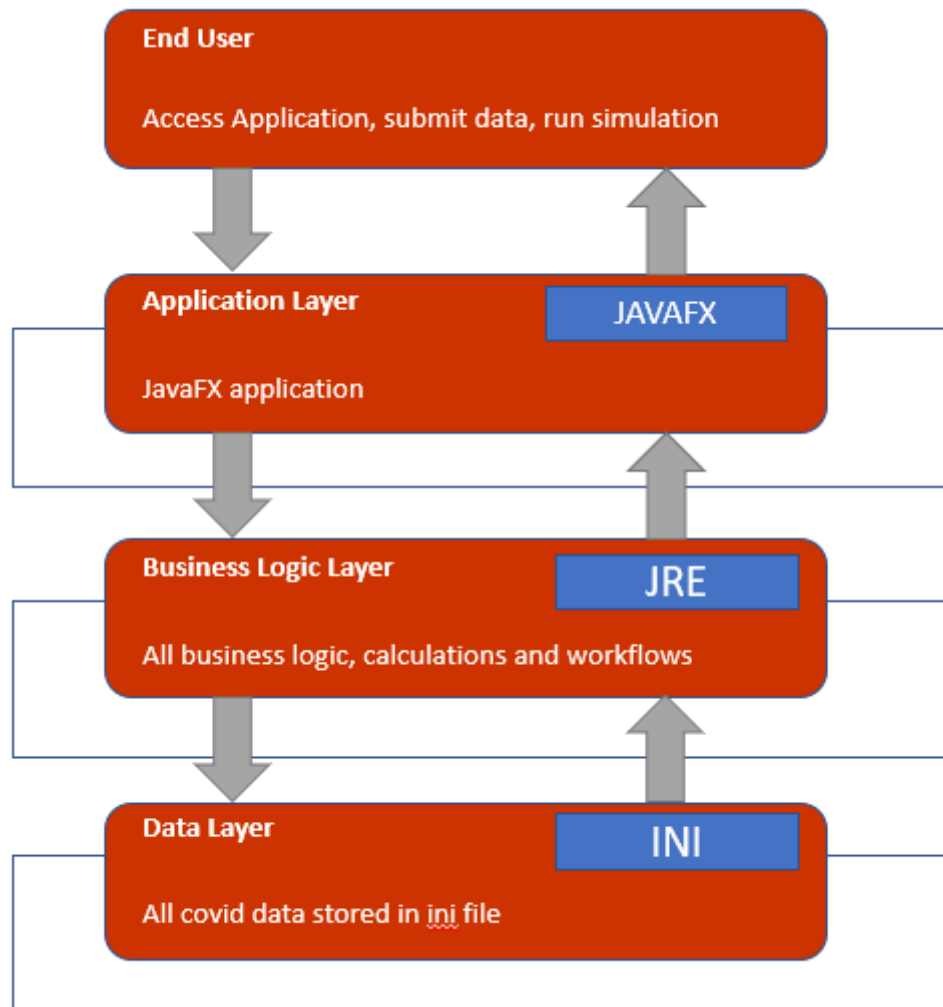 End User
Access Application, submit data, run simulation
Application Layer
JAVAFX
JavaFX application
Business Logic Layer
JRE
All business logic, calculations and workflows
Data Layer
INI
All covid data stored in ini file